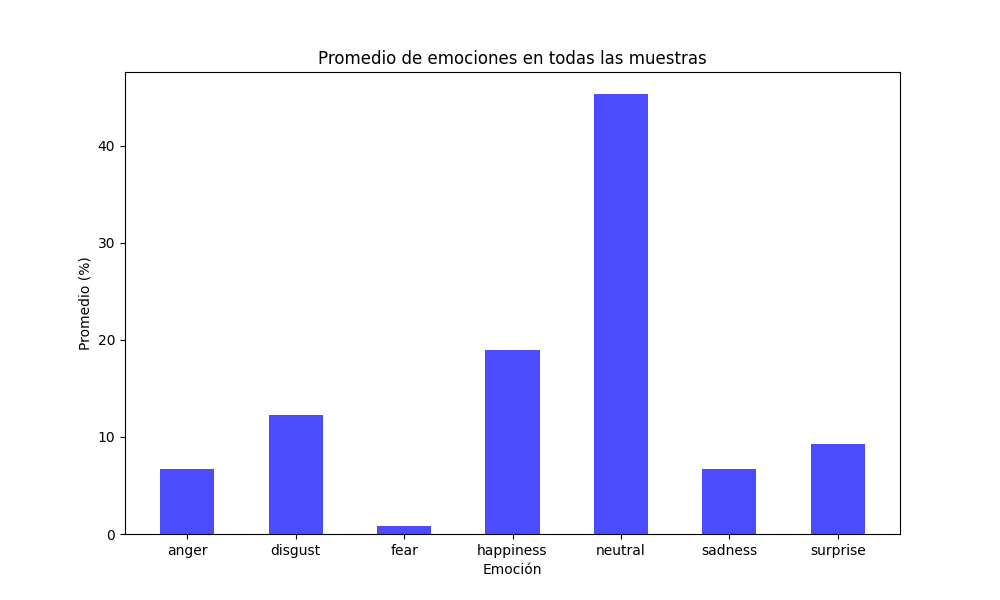 Promedio de emociones en todas las muestras
Promedio (%)
40
30
20
10
0
anger disgust fear happiness neutral sadness surprise
Emoción